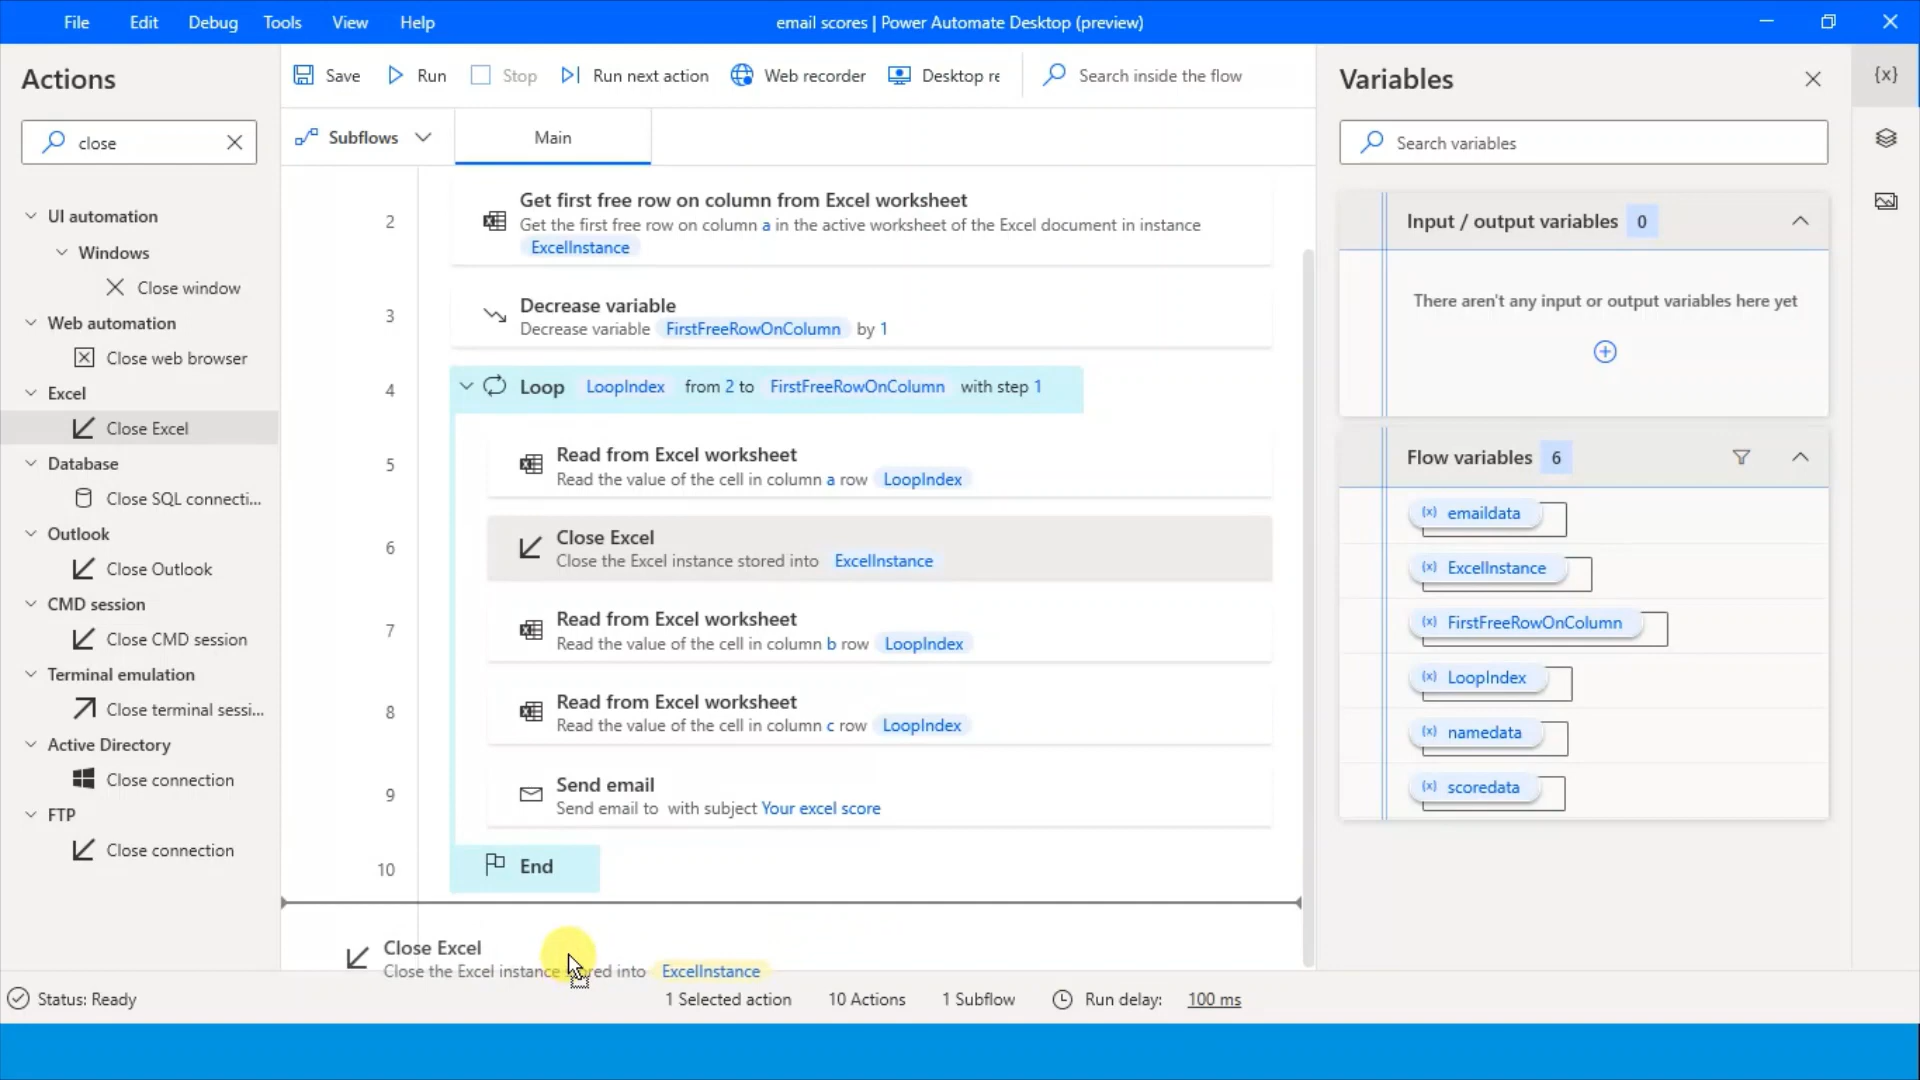 File Edit Debug Tools View Help
email scores | Power Automate Desktop (preview)
Actions
close
UI automation
Windows
Close window
Web automation
Close web browser
Excel
Close Excel
Database
Close SQL connecti...
Outlook
Close Outlook
CMD session
Close CMD session
Terminal emulation
Close terminal sessi...
Active Directory
Close connection
FTP
Close connection
Save Run Stop Run next action Web recorder Desktop re Search inside the flow
Subflows Main
2 Get first free row on column from Excel worksheet
Get the first free row on column a in the active worksheet of the Excel document in instance
ExcelInstance
3 Decrease variable
Decrease variable FirstFreeRowOnColumn by 1
4 Loop LoopIndex from 2 to FirstFreeRowOnColumn with step 1
5 Read from Excel worksheet
Read the value of the cell in column a row LoopIndex
6 Close Excel
Close the Excel instance stored into ExcelInstance
7 Read from Excel worksheet
Read the value of the cell in column b row LoopIndex
8 Read from Excel worksheet
Read the value of the cell in column c row LoopIndex
9 Send email
Send email to with subject Your excel score
10 End
Close Excel
Close the Excel instance red into ExcelInstance
Variables
Search variables
{x}
Input / output variables 0
There aren't any input or output variables here yet
Flow variables 6
(x) emaildata
(x) ExcelInstance
(x) FirstFreeRowOnColumn
(x) LoopIndex
(x) namedata
(x) scoredata
Status: Ready 1 Selected action 10 Actions 1 Subflow Run delay: 100 ms